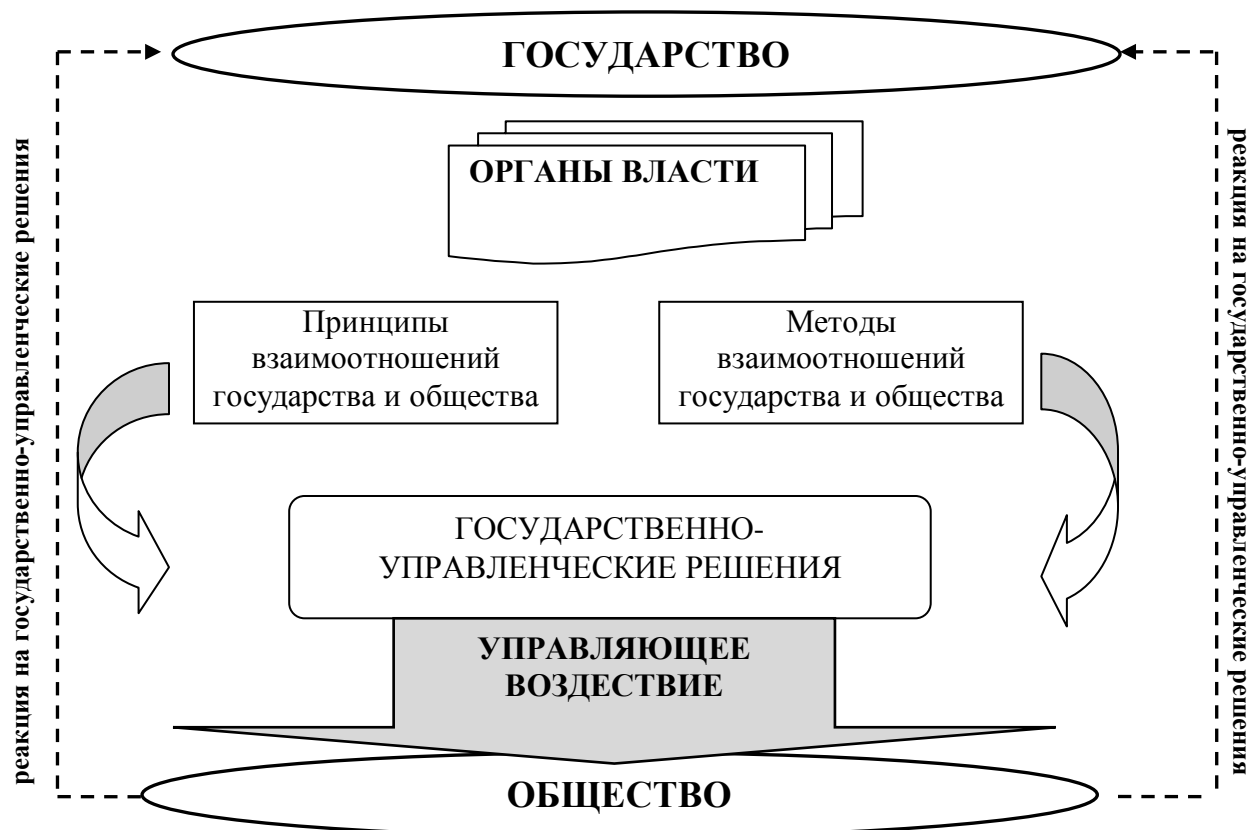 ГОСУДАРСТВО
ОРГАНЫ ВЛАСТИ
Принципы
взаимоотношений
государства и общества
Методы
взаимоотношений
государства и общества
ГОСУДАРСТВЕННО-
УПРАВЛЕНЧЕСКИЕ РЕШЕНИЯ
УПРАВЛЯЮЩЕЕ
ВОЗДЕСТВИЕ
ОБЩЕСТВО
реакция на государственно-управленческие решения
реакция на государственно-управленческие решения